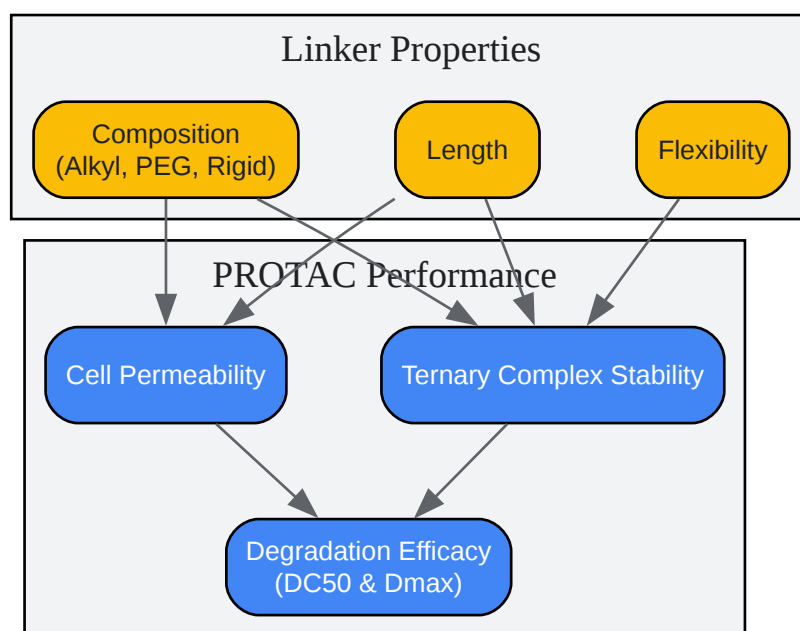 Linker Properties
Composition
(Alkyl, PEG, Rigid)
Length
Flexibility
PROTAC Performance
Cell Permeability
Ternary Complex Stability
Degradation Efficacy
(DC50 & Dmax)